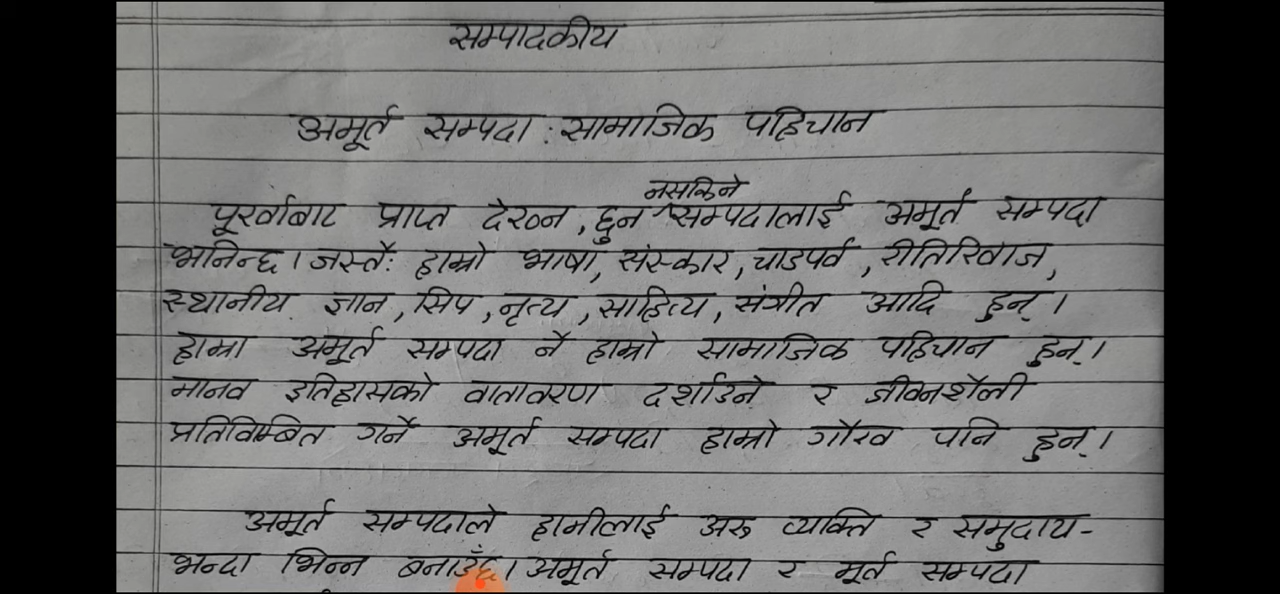 सम्पादकीय
अमूर्त सम्पदा : सामाजिक पहिचान
नसकिने
पूर्खाबाट प्राप्त देख्न , छुन ^ सम्पदालाई अमूर्त सम्पदा
भनिन्छ । जस्तैः हाम्रो भाषा, संस्कार, चाडपर्व , रीतिरिवाज,
स्थानीय ज्ञान , सिप , नृत्य , साहित्य, संगीत आदि हुन् ।
हाम्रा अमूर्त सम्पदा नै हाम्रो सामाजिक पहिचान हुन् ।
मानव इतिहासको वातावरण दर्शाउने र जीवनशैली
प्रतिविम्बित गर्ने अमूर्त सम्पदा हाम्रो गौरव पनि हुन् ।
अमूर्त सम्पदाले हामीलाई अरू व्यक्ति र समुदाय-
भन्दा भिन्न बनाउँछ । अमूर्त सम्पदा र मूर्त सम्पदा